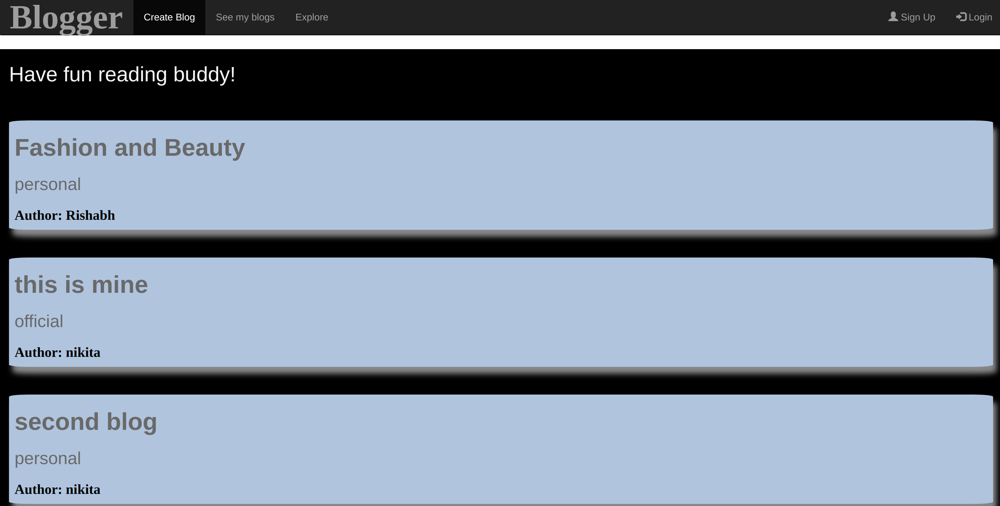 Blogger Create Blog See my blogs Explore Sign Up Login
Have fun reading buddy!
Fashion and Beauty
personal
Author: Rishabh
this is mine
official
Author: nikita
second blog
personal
Author: nikita